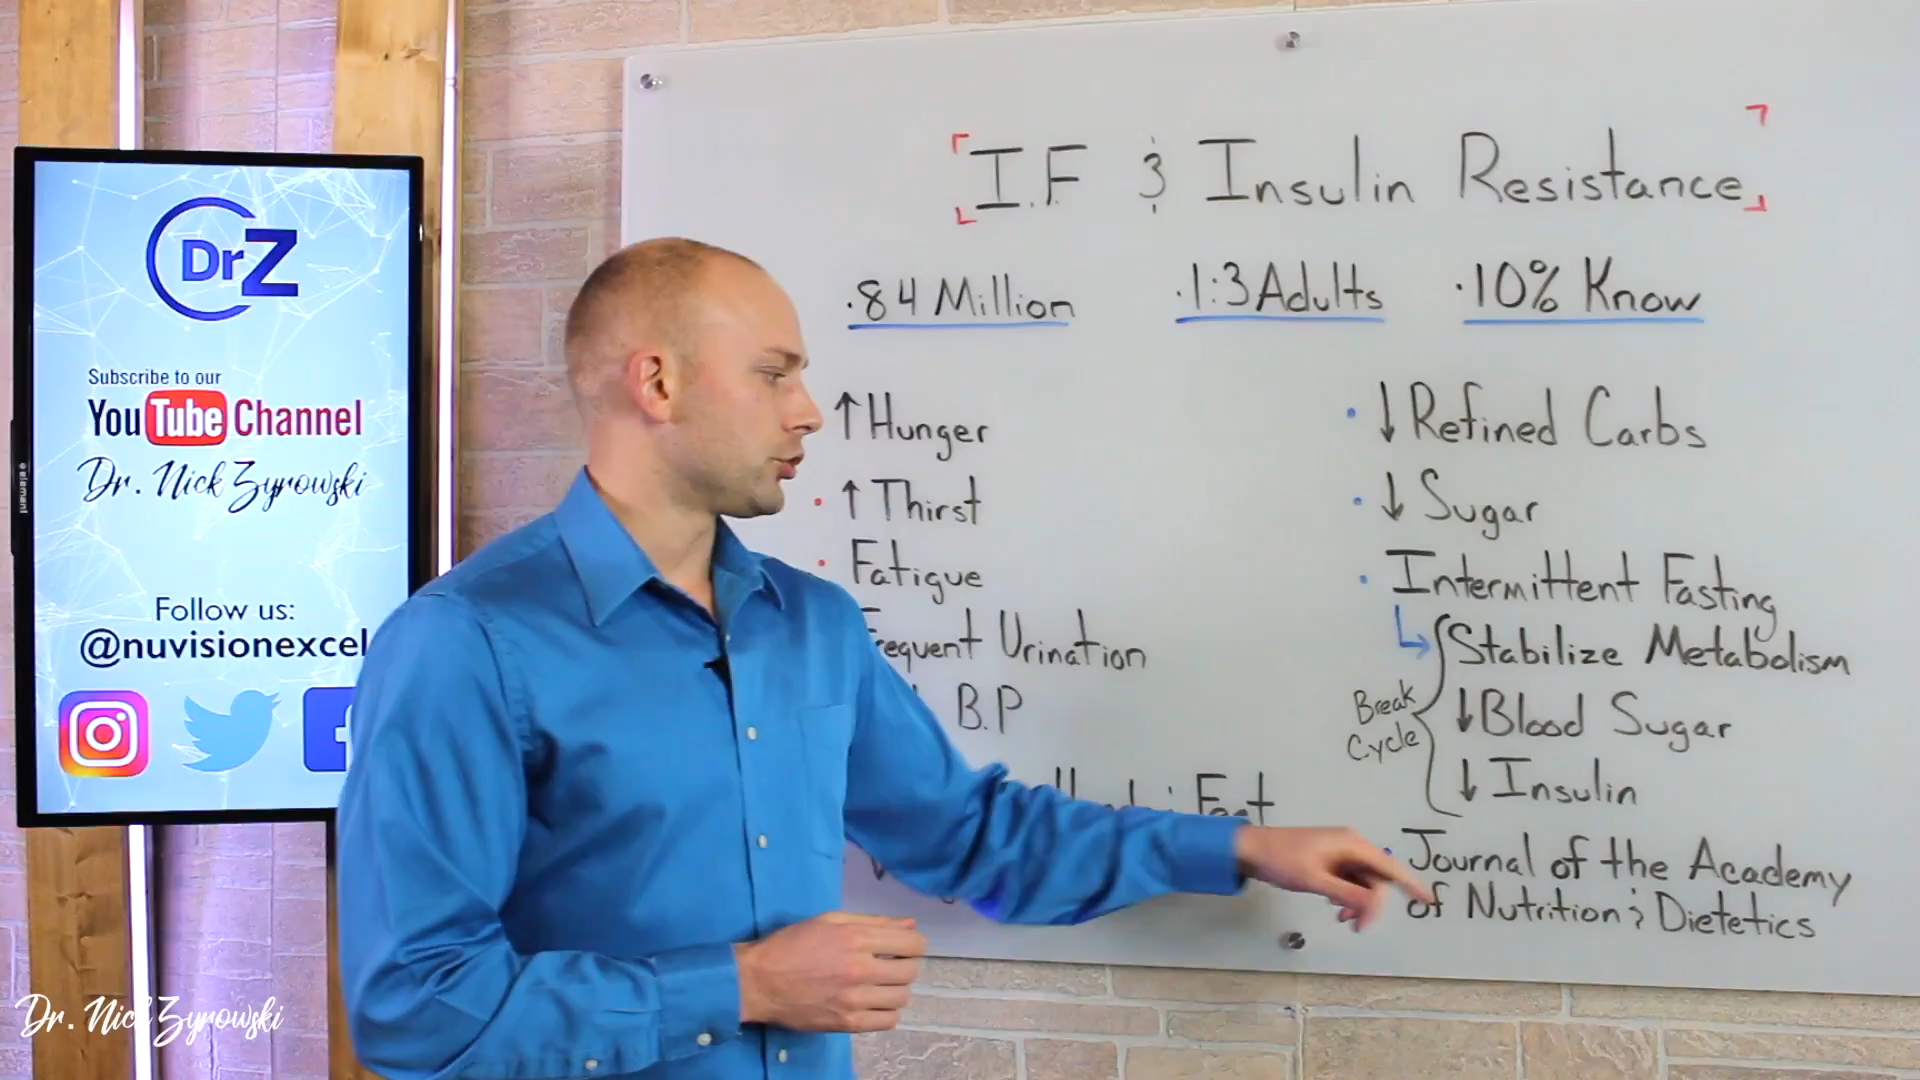 I.F & Insulin Resistance
.84 Million
.1:3 Adults
.10% Know
↑ Hunger
• ↑ Thirst
• Fatigue
Urination
B.P
• ↓ Refined Carbs
• ↓ Sugar
• Intermittent Fasting
Stabilize Metabolism
↓ Blood Sugar
↓ Insulin
Break
Cycle
• Journal of the Academy
of Nutrition & Dietetics
DrZ
Subscribe to our
YouTube Channel
Dr. Nick Zyrowski
Follow us:
@nuvisionexcel
element
Dr. Nick Zyrowski